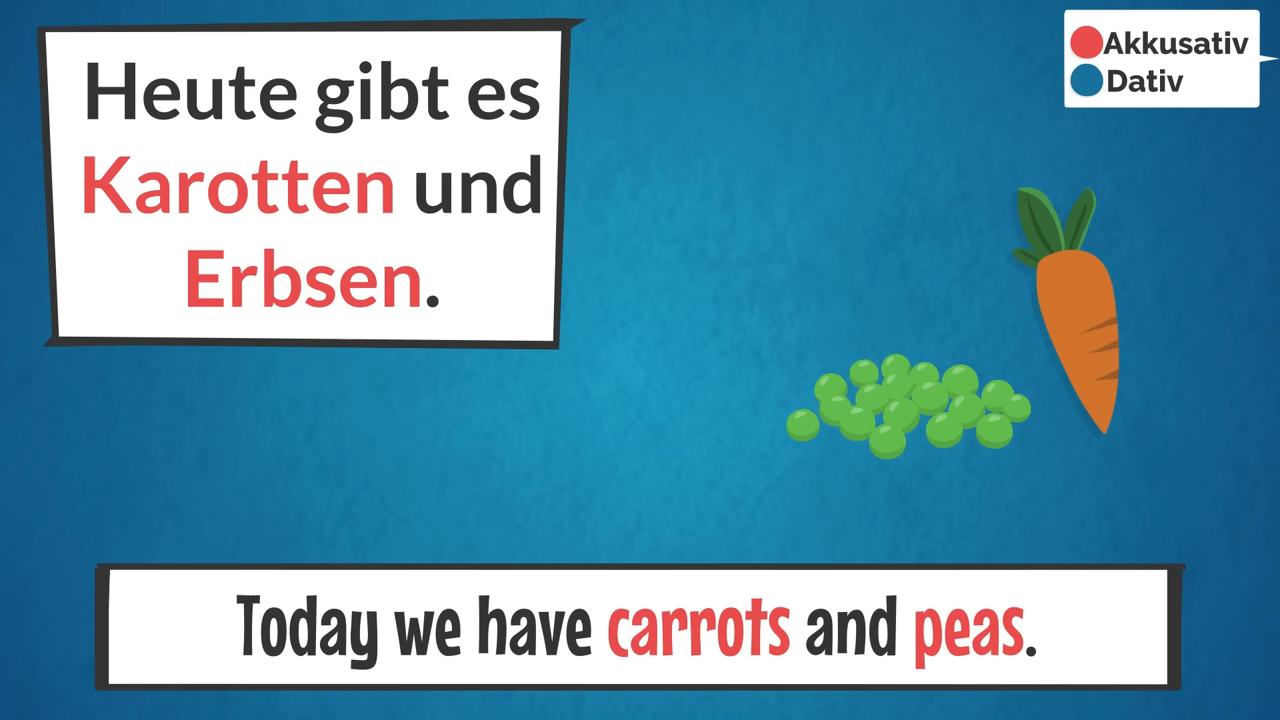 Heute gibt es
Karotten und
Erbsen.
Akkusativ
Dativ
Today we have carrots and peas.